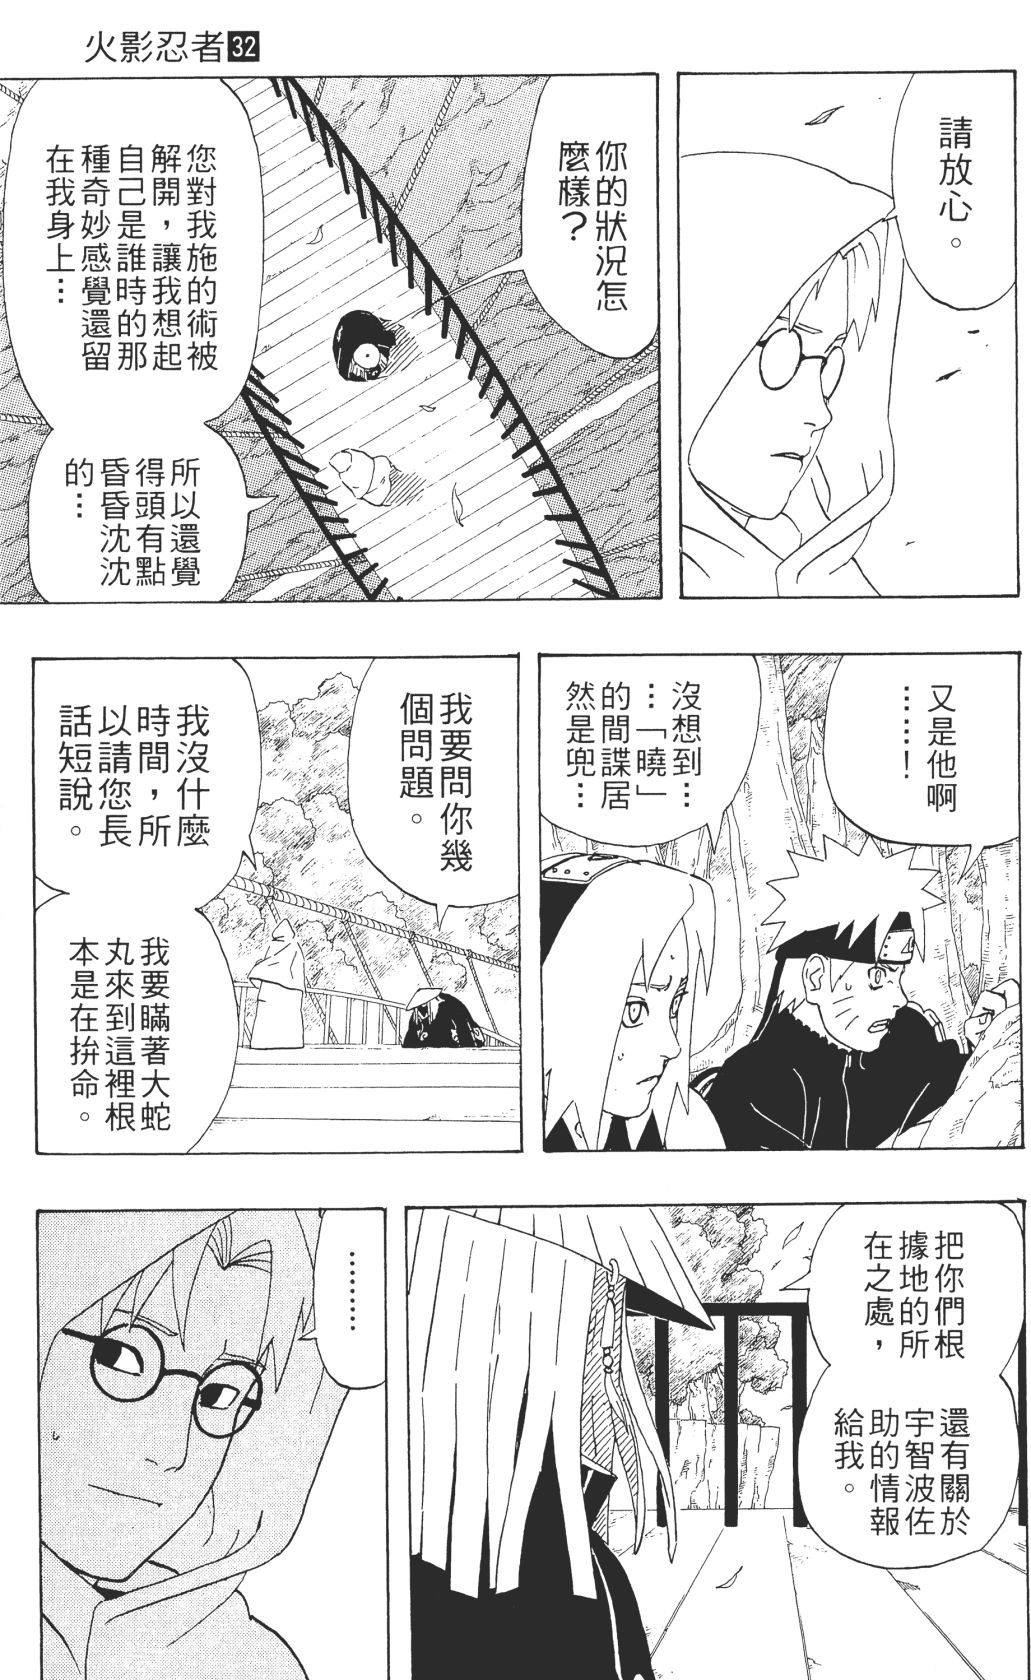 火影忍者32
請放心。
你的狀況怎
麼樣?
您對我施的術被
解開，讓我想起
自己是誰時的那
種奇妙感覺還留
在我身上…
所以還覺
得頭有點
昏昏沈沈
的…
又是他啊
……!
沒想到…
…「曉」
的間諜居
然是兜…
我要問你幾
個問題。
我沒什麼
時間，所
以請您長
話短說。
我要瞞著大蛇
丸來到這裡根
本是在拚命。
把你們根
據地的所
在之處，
還有關於
宇智波佐
助的情報
給我。
………